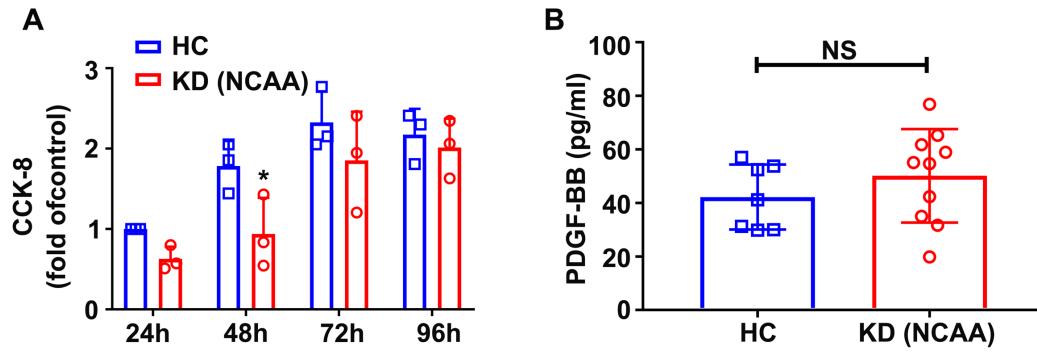 A
HC
KD (NCAA)
CCK-8
(fold ofcontrol)
3
2
1
0
*
24h
48h
72h
96h
B
PDGF-BB (pg/ml)
100
80
60
40
20
0
NS
HC
KD (NCAA)